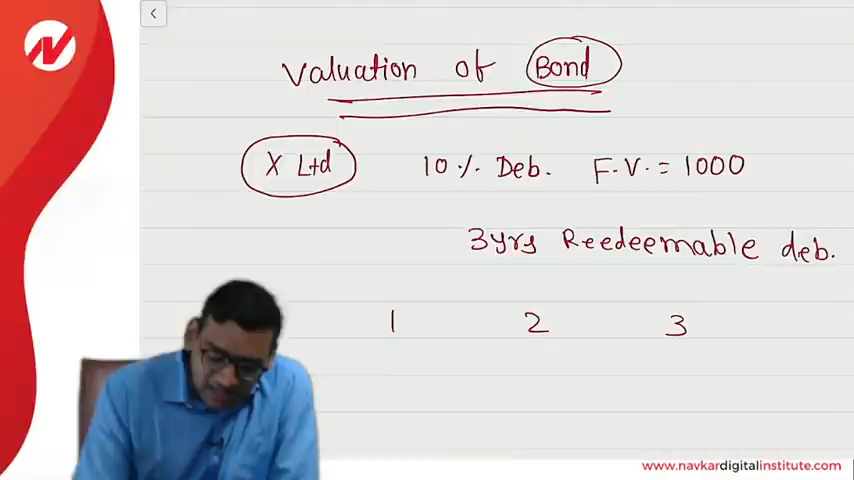 Valuation of Bond
X Ltd 10 % Deb. F.V. = 1000
3yrs Reedeemable deb.
1 2 3
www.navkardigitalinstitute.com